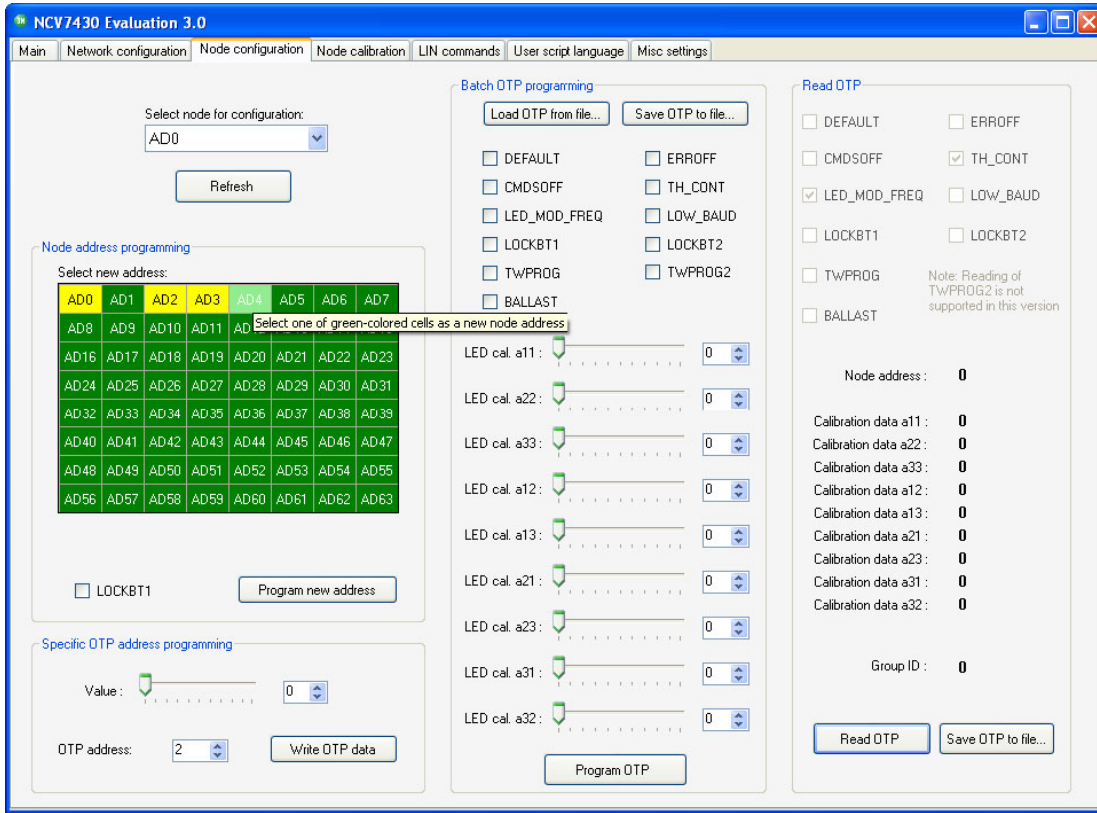 NCV7430 Evaluation 3.0
Main Network configuration Node configuration Node calibration LIN commands User script language Misc settings
Select node for configuration:
AD0
Refresh
Node address programming
Select new address:
AD0 AD1 AD2 AD3 AD4 AD5 AD6 AD7
AD8 AD9 AD10 AD11
Select one of green-colored cells as a new node address
AD16 AD17 AD18 AD19 AD20 AD21 AD22 AD23
AD24 AD25 AD26 AD27 AD28 AD29 AD30 AD31
AD32 AD33 AD34 AD35 AD36 AD37 AD38 AD39
AD40 AD41 AD42 AD43 AD44 AD45 AD46 AD47
AD48 AD49 AD50 AD51 AD52 AD53 AD54 AD55
AD56 AD57 AD58 AD59 AD60 AD61 AD62 AD63
LOCKBT1
Program new address
Specific OTP address programming
Value : 0
OTP address: 2
Write OTP data
Batch OTP programming
Load OTP from file... Save OTP to file...
DEFAULT ERROFF
CMDSOFF TH_CONT
LED_MOD_FREQ LOW_BAUD
LOCKBT1 LOCKBT2
TWPROG TWPROG2
BALLAST
LED cal. a11 : 0
LED cal. a22 : 0
LED cal. a33 : 0
LED cal. a12 : 0
LED cal. a13 : 0
LED cal. a21 : 0
LED cal. a23 : 0
LED cal. a31 : 0
LED cal. a32 : 0
Program OTP
Read OTP
DEFAULT ERROFF
CMDSOFF TH_CONT
LED_MOD_FREQ LOW_BAUD
LOCKBT1 LOCKBT2
TWPROG
BALLAST
Note: Reading of
TWPROG2 is not
supported in this version
Node address : 0
Calibration data a11 : 0
Calibration data a22 : 0
Calibration data a33 : 0
Calibration data a12 : 0
Calibration data a13 : 0
Calibration data a21 : 0
Calibration data a23 : 0
Calibration data a31 : 0
Calibration data a32 : 0
Group ID : 0
Read OTP Save OTP to file...